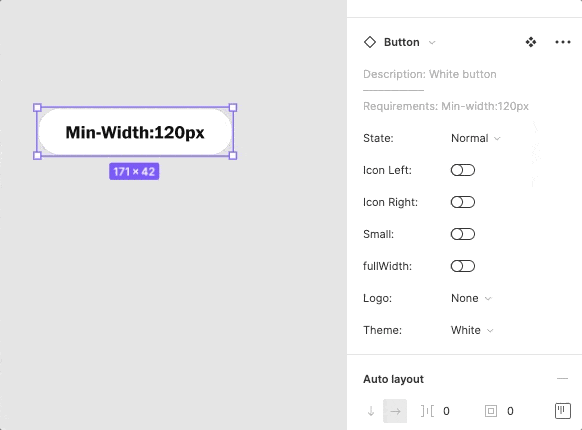 Min-Width:120px
171 × 42
Button
Description: White button
Requirements: Min-width:120px
State: Normal
Icon Left:
Icon Right:
Small:
fullWidth:
Logo: None
Theme: White
Auto layout
0 0